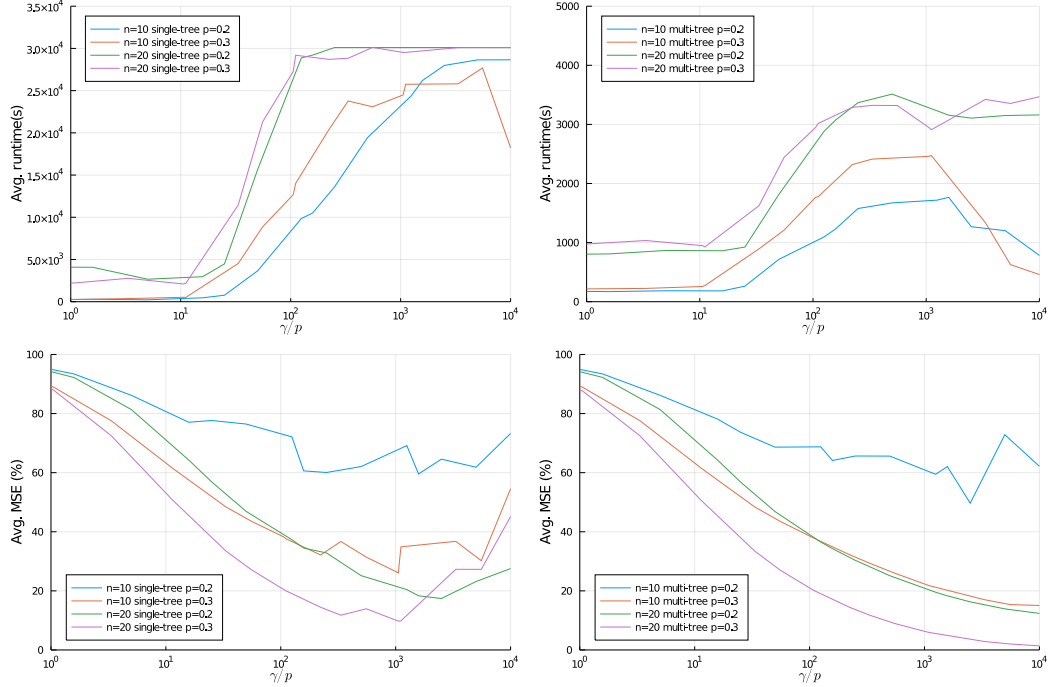 3.5×10⁴
3.0×10⁴
2.5×10⁴
2.0×10⁴
1.5×10⁴
1.0×10⁴
5.0×10³
0
Avg. runtime(s)
n=10 single-tree p=0.2
n=10 single-tree p=0.3
n=20 single-tree p=0.2
n=20 single-tree p=0.3
10⁰ 10¹ 10² 10³ 10⁴
γ/p
5000
4000
3000
2000
1000
0
Avg. runtime(s)
n=10 multi-tree p=0.2
n=10 multi-tree p=0.3
n=20 multi-tree p=0.2
n=20 multi-tree p=0.3
10⁰ 10¹ 10² 10³ 10⁴
γ/p
100
80
60
40
20
0
Avg. MSE (%)
n=10 single-tree p=0.2
n=10 single-tree p=0.3
n=20 single-tree p=0.2
n=20 single-tree p=0.3
10⁰ 10¹ 10² 10³ 10⁴
γ/p
100
80
60
40
20
0
Avg. MSE (%)
n=10 multi-tree p=0.2
n=10 multi-tree p=0.3
n=20 multi-tree p=0.2
n=20 multi-tree p=0.3
10⁰ 10¹ 10² 10³ 10⁴
γ/p